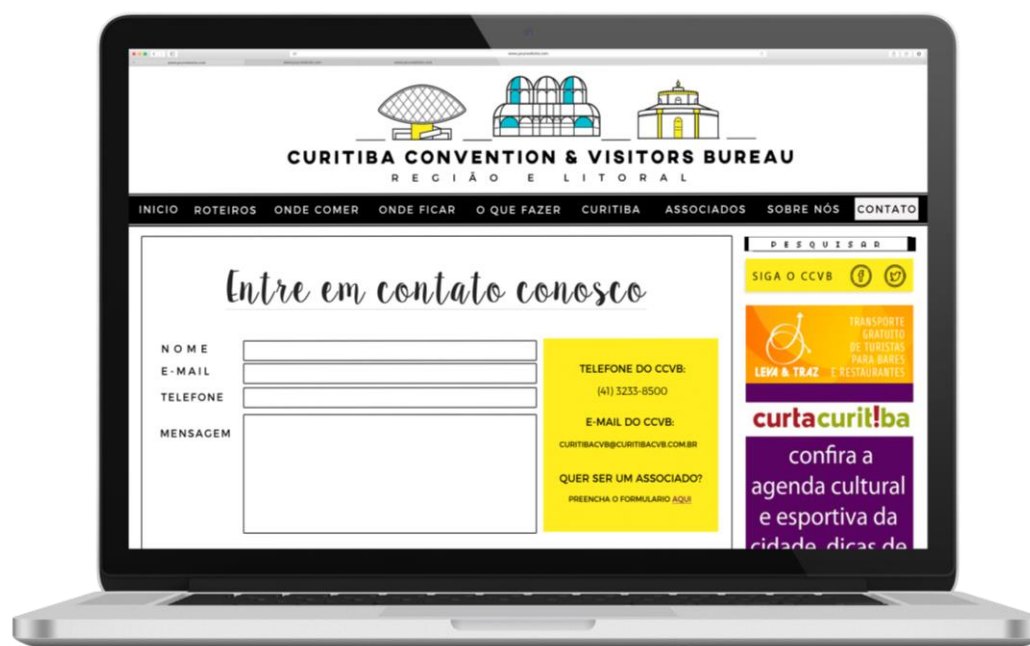 CURITIBA CONVENTION & VISITORS BUREAU
REGIÃO E LITORAL
INICIO ROTEIROS ONDE COMER ONDE FICAR O QUE FAZER CURITIBA ASSOCIADOS SOBRE NÓS CONTATO
Entre em contato conosco
NOME
E-MAIL
TELEFONE
MENSAGEM
TELEFONE DO CCVB:
(41) 3233-8500
E-MAIL DO CCVB:
CURITIBACVB@CURITIBACVB.COM.BR
QUER SER UM ASSOCIADO?
PREENCHA O FORMULARIO AQUI
PESQUISAR
SIGA O CCVB
TRANSPORTE
GRATUITO
DE TURISTAS
PARA BARES
LEVA & TRAZ E RESTAURANTES
curtacurit!ba
confira a
agenda cultural
e esportiva da
cidade, dicas de